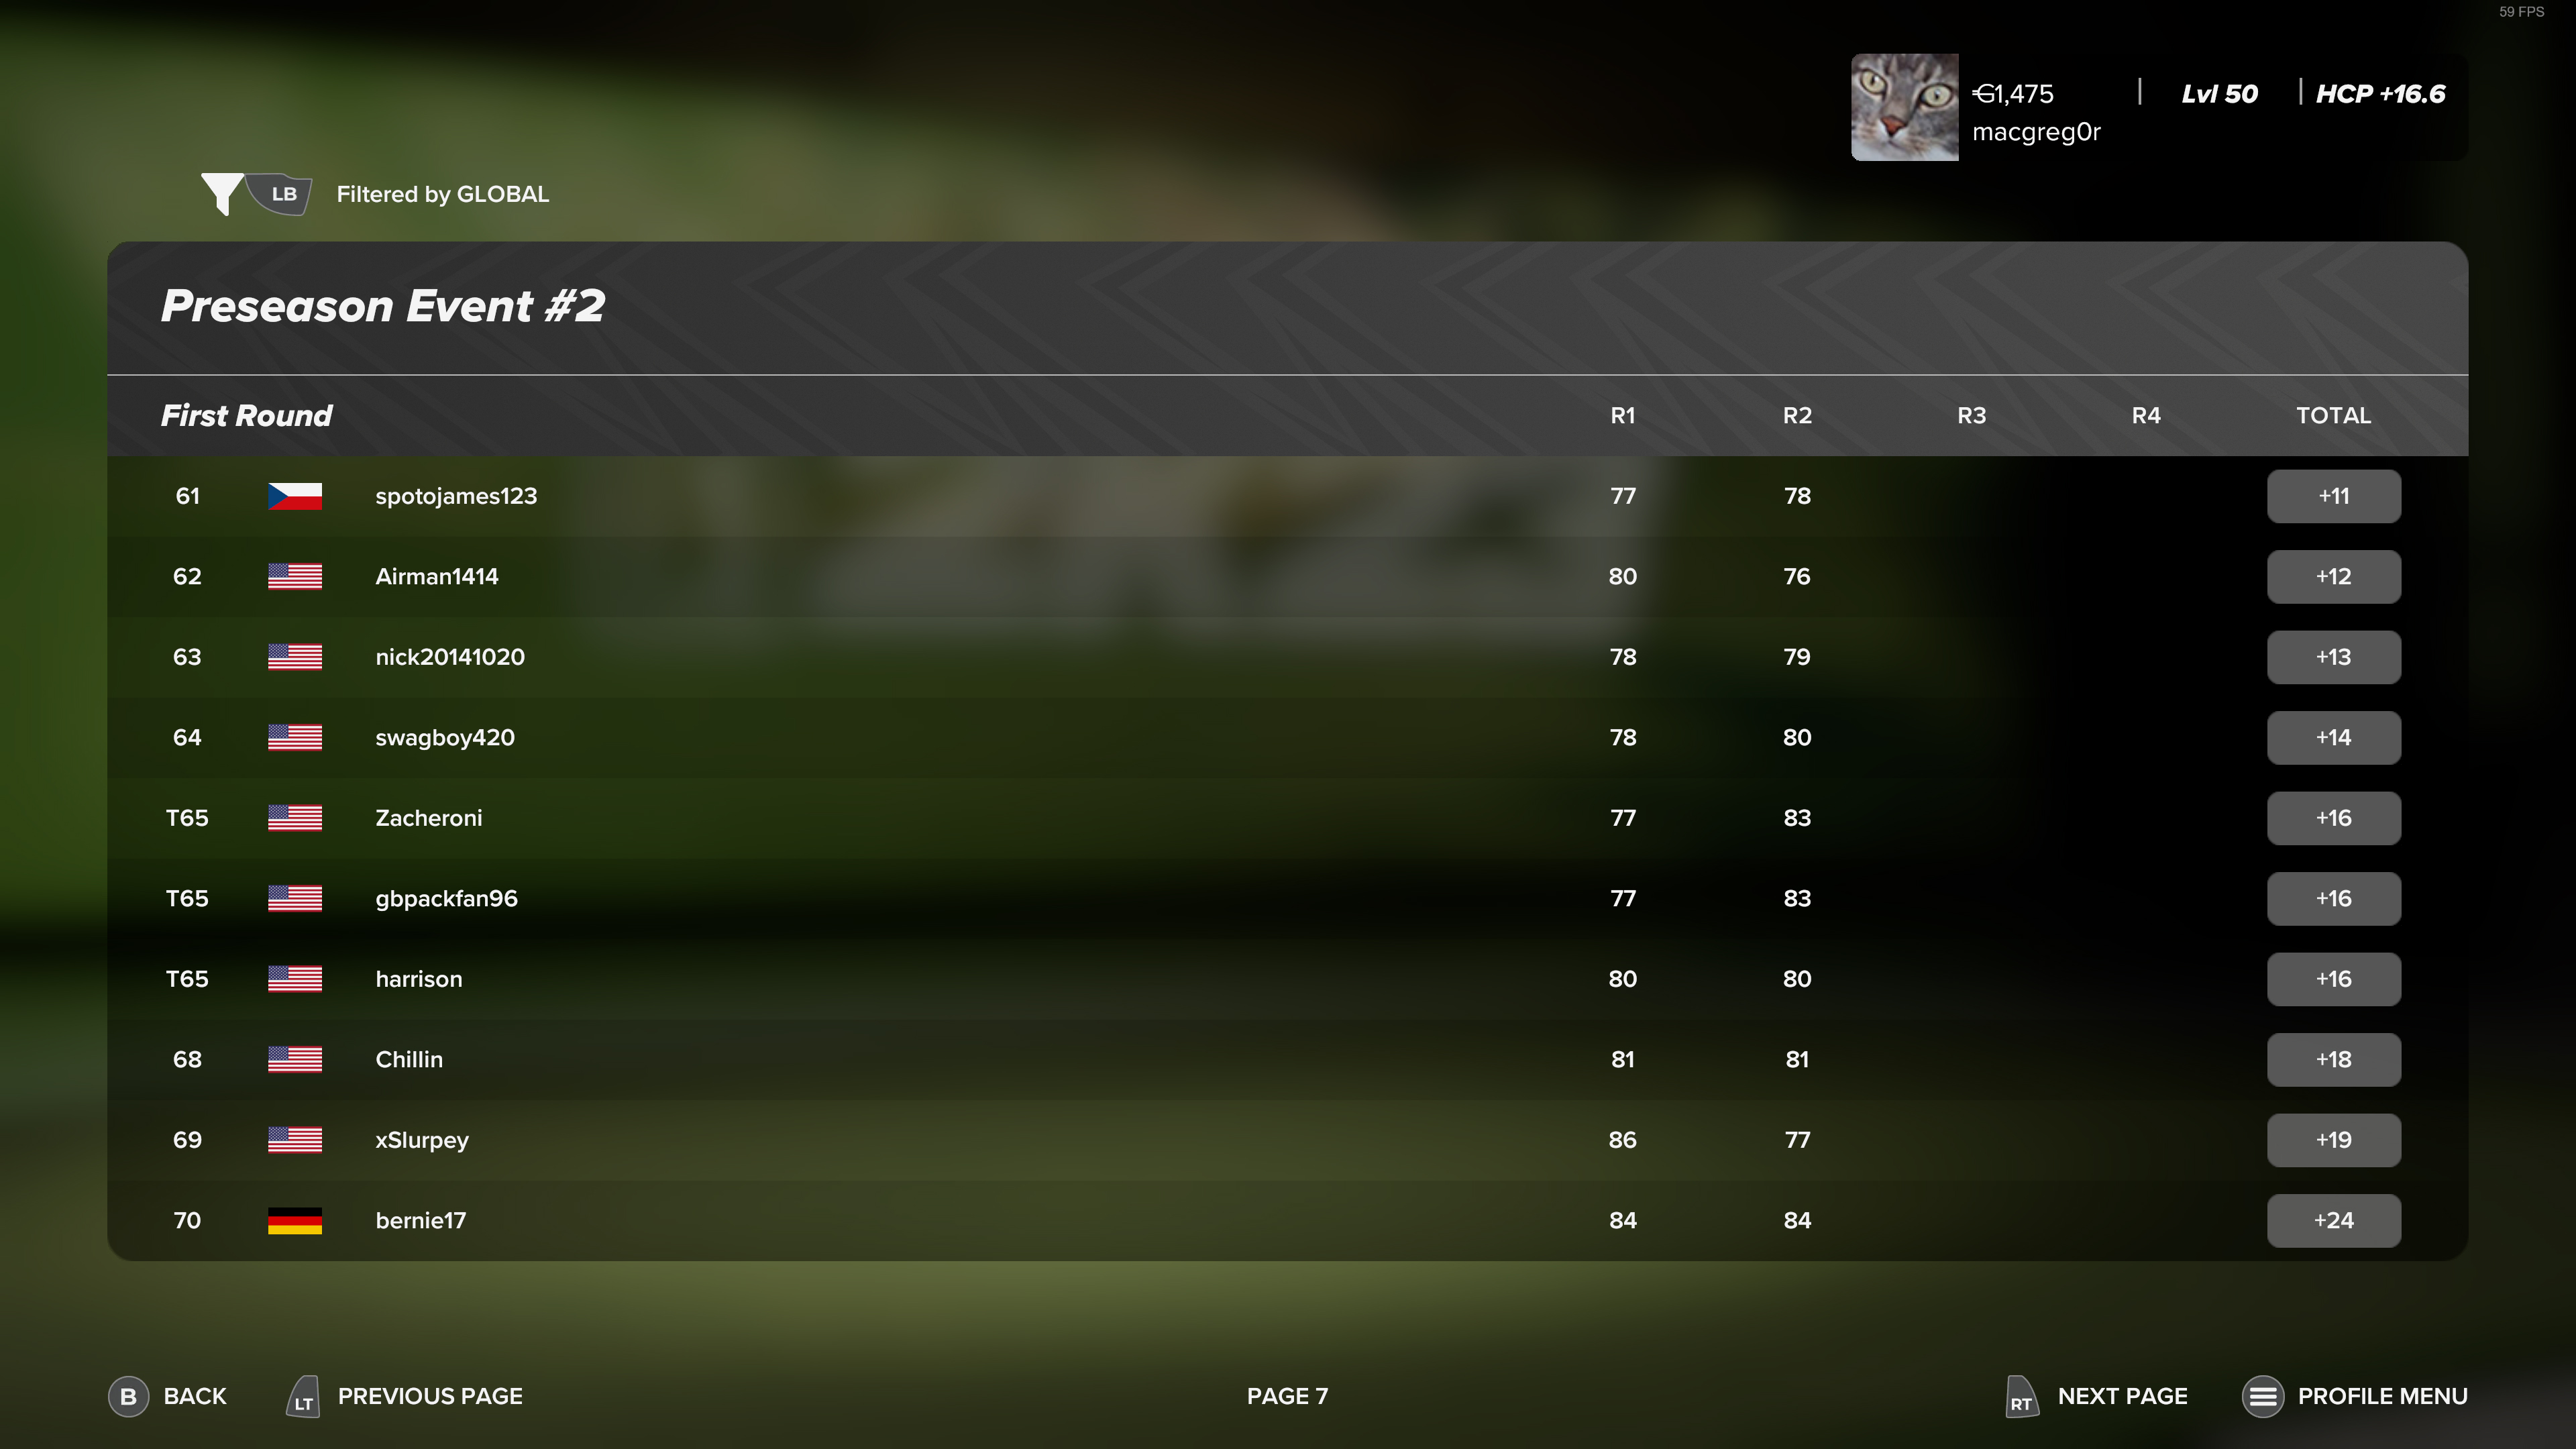 59 FPS
G1,475 | Lvl 50 | HCP +16.6
macgreg0r
LB Filtered by GLOBAL
Preseason Event #2
First Round R1 R2 R3 R4 TOTAL
61 spotojames123 77 78 +11
62 Airman1414 80 76 +12
63 nick20141020 78 79 +13
64 swagboy420 78 80 +14
T65 Zacheroni 77 83 +16
T65 gbpackfan96 77 83 +16
T65 harrison 80 80 +16
68 Chillin 81 81 +18
69 xSlurpey 86 77 +19
70 bernie17 84 84 +24
B BACK LT PREVIOUS PAGE PAGE 7 RT NEXT PAGE PROFILE MENU